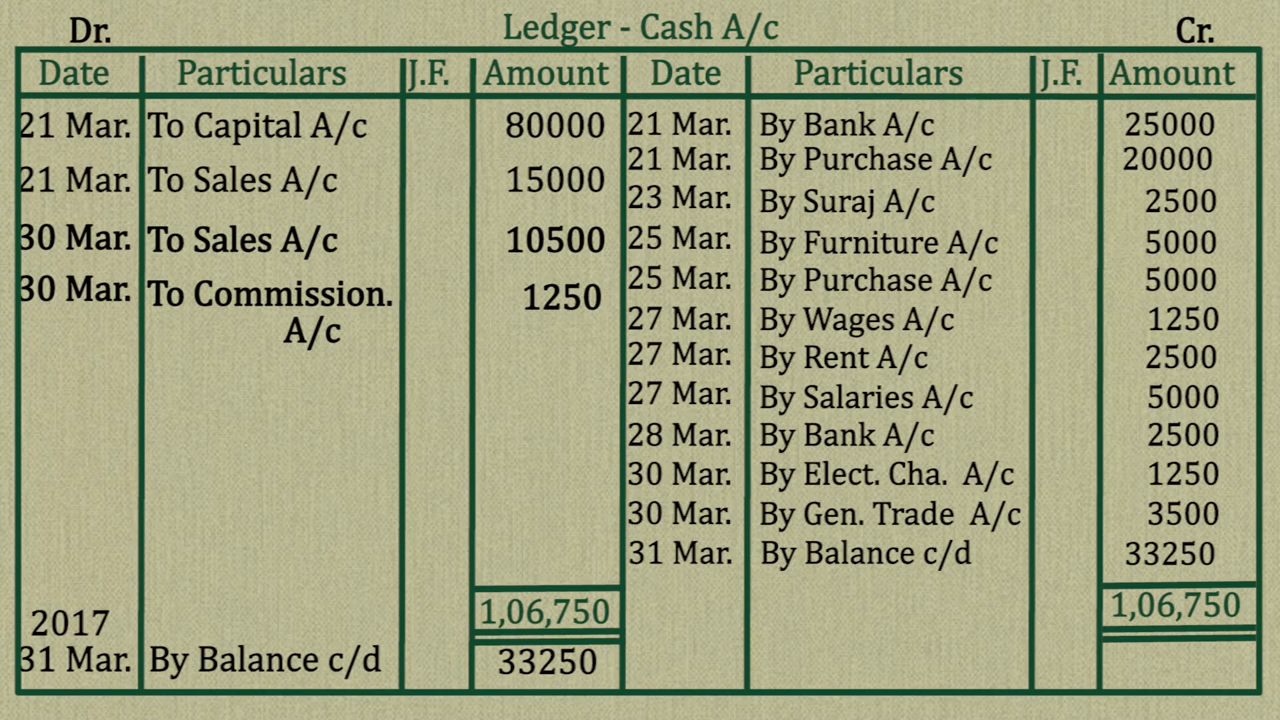 Dr. Ledger - Cash A/c Cr.
Date Particulars J.F. Amount Date Particulars J.F. Amount
21 Mar. To Capital A/c 80000 21 Mar. By Bank A/c 25000
21 Mar. By Purchase A/c 20000
21 Mar. To Sales A/c 15000 23 Mar. By Suraj A/c 2500
30 Mar. To Sales A/c 10500 25 Mar. By Furniture A/c 5000
30 Mar. To Commission. 1250 25 Mar. By Purchase A/c 5000
A/c 27 Mar. By Wages A/c 1250
27 Mar. By Rent A/c 2500
27 Mar. By Salaries A/c 5000
28 Mar. By Bank A/c 2500
30 Mar. By Elect. Cha. A/c 1250
30 Mar. By Gen. Trade A/c 3500
31 Mar. By Balance c/d 33250
1,06,750 1,06,750
2017
31 Mar. By Balance c/d 33250